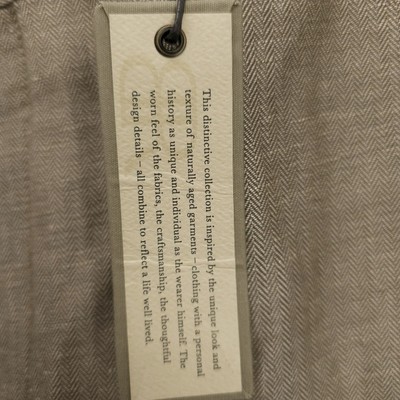 This distinctive collection is inspired by the unique look and
texture of naturally aged garments – clothing with a personal
history as unique and individual as the wearer himself. The
worn feel of the fabrics, the craftsmanship, the thoughtful
design details – all combine to reflect a life well lived.